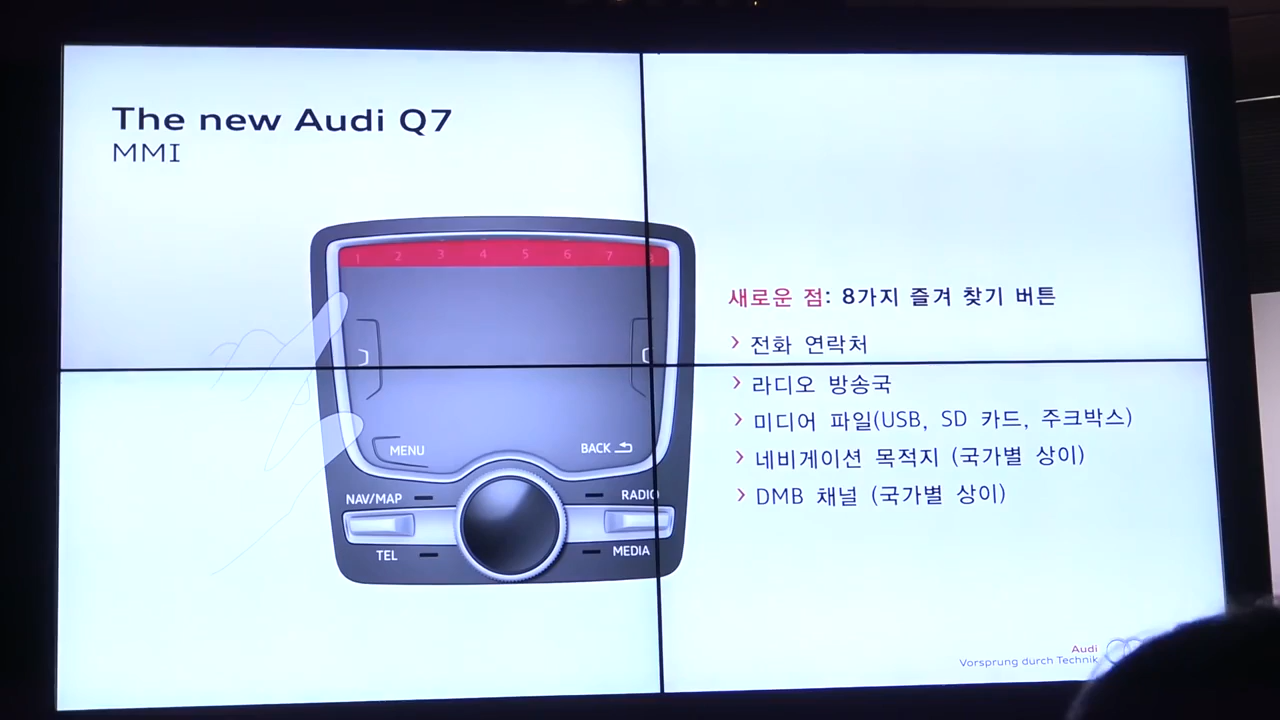 The new Audi Q7
MMI
1 2 3 4 5 6 7 8
MENU
BACK
NAV/MAP
RADIO
TEL
MEDIA
새로운 점: 8가지 즐겨 찾기 버튼
› 전화 연락처
› 라디오 방송국
› 미디어 파일(USB, SD 카드, 주크박스)
› 네비게이션 목적지 (국가별 상이)
› DMB 채널 (국가별 상이)
Audi
Vorsprung durch Technik